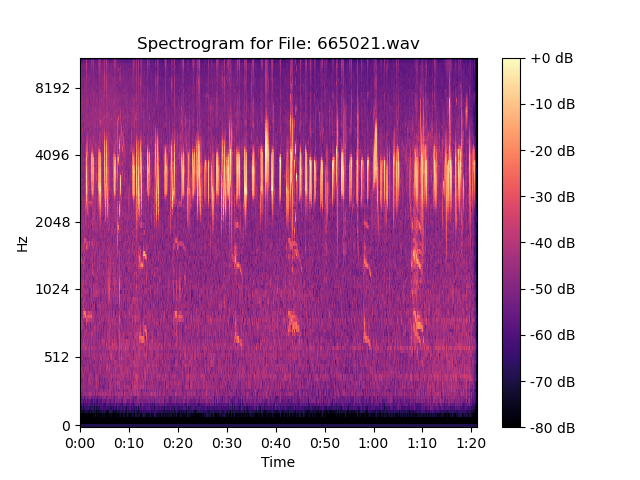 Spectrogram for File: 665021.wav
+0 dB
8192
-10 dB
4096
-20 dB
-30 dB
2048
-40 dB
Hz
1024
-50 dB
-60 dB
512
-70 dB
0
-80 dB
0:00 0:10 0:20 0:30 0:40 0:50 1:00 1:10 1:20
Time